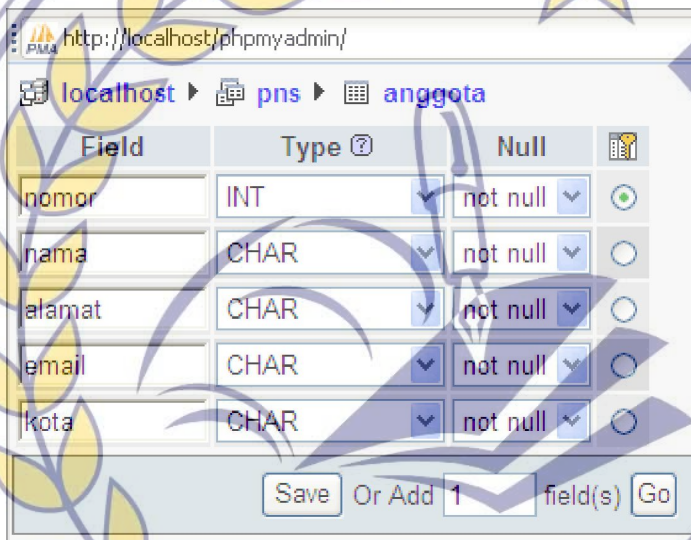 PMA http://localhost/phpmyadmin/
localhost pns anggota
Field Type Null
nomor INT not null
nama CHAR not null
alamat CHAR not null
email CHAR not null
kota CHAR not null
Save Or Add 1 field(s) Go